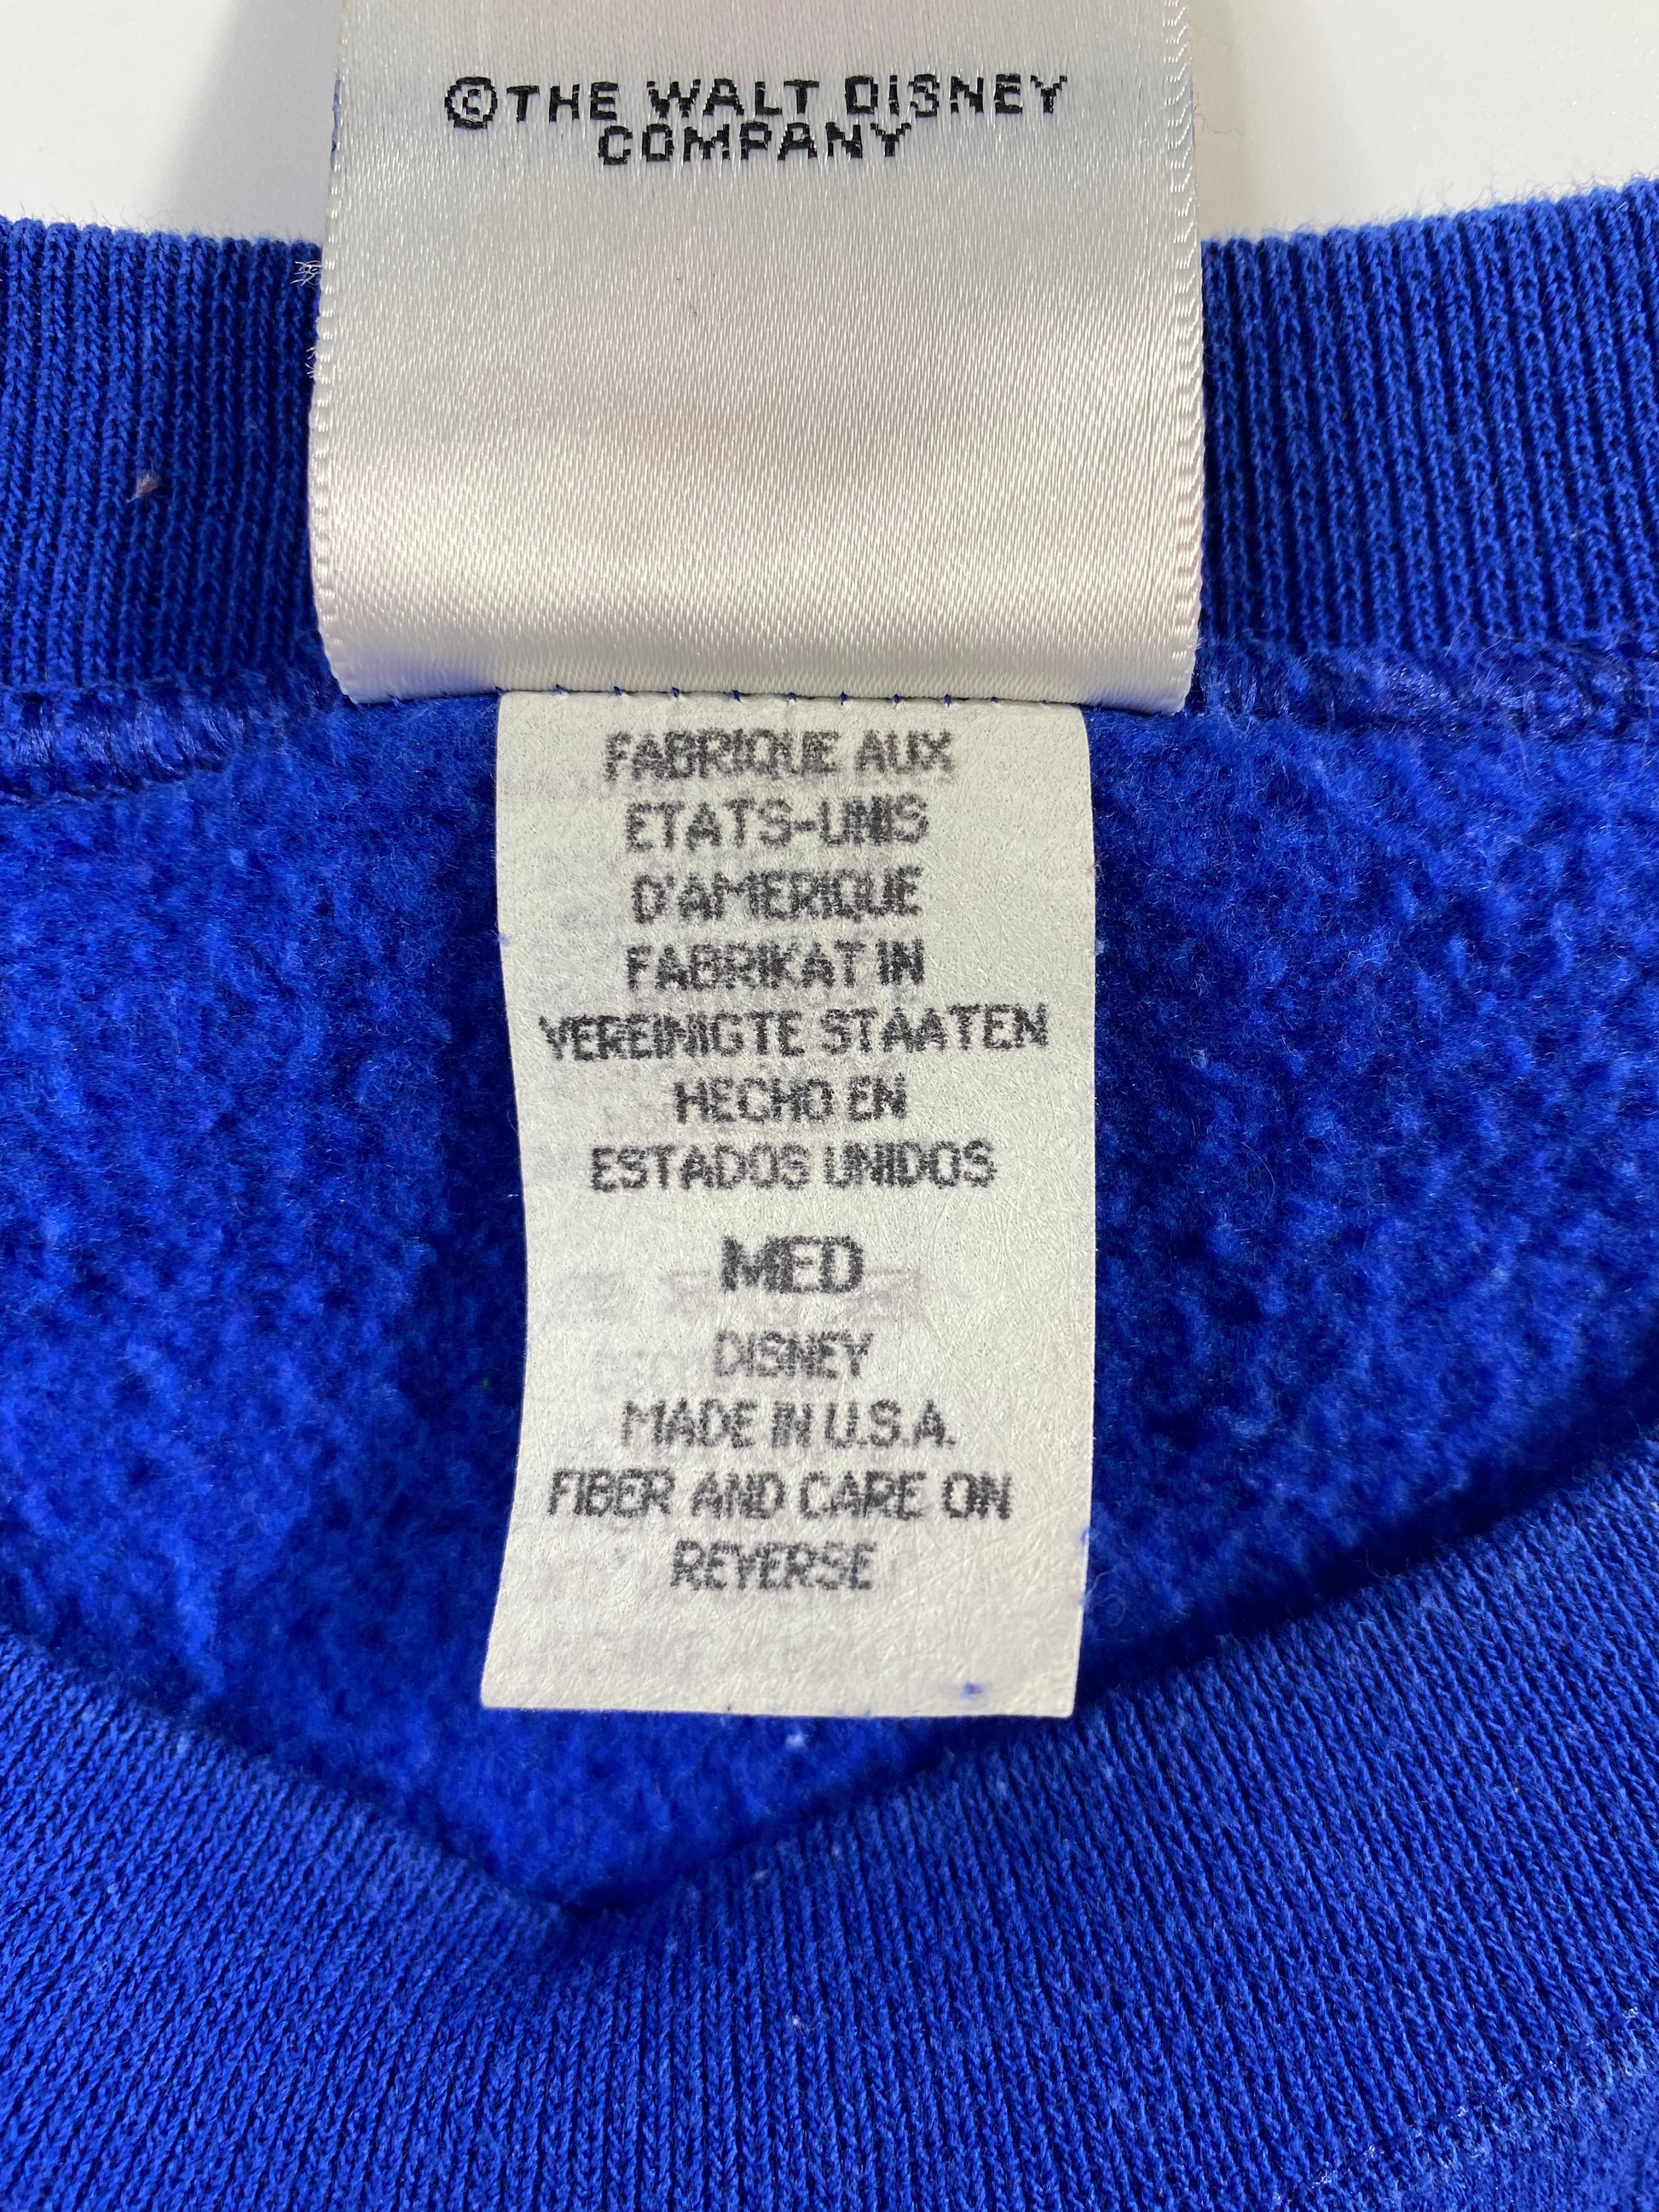 ©THE WALT DISNEY
COMPANY
FABRIQUE AUX
ETATS-UNIS
D'AMERIQUE
FABRIKAT IN
VEREINIGTE STAATEN
HECHO EN
ESTADOS UNIDOS
MED
DISNEY
MADE IN U.S.A.
FIBER AND CARE ON
REVERSE